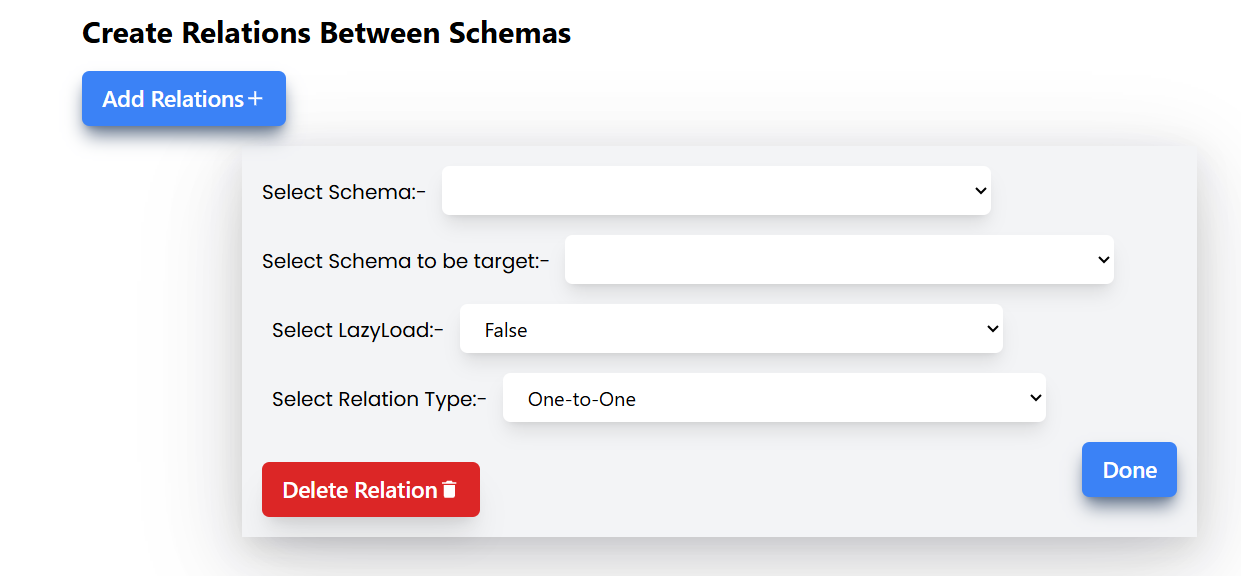 Create Relations Between Schemas
Add Relations+
Select Schema:-
Select Schema to be target:-
Select LazyLoad:- False
Select Relation Type:- One-to-One
Delete Relation
Done